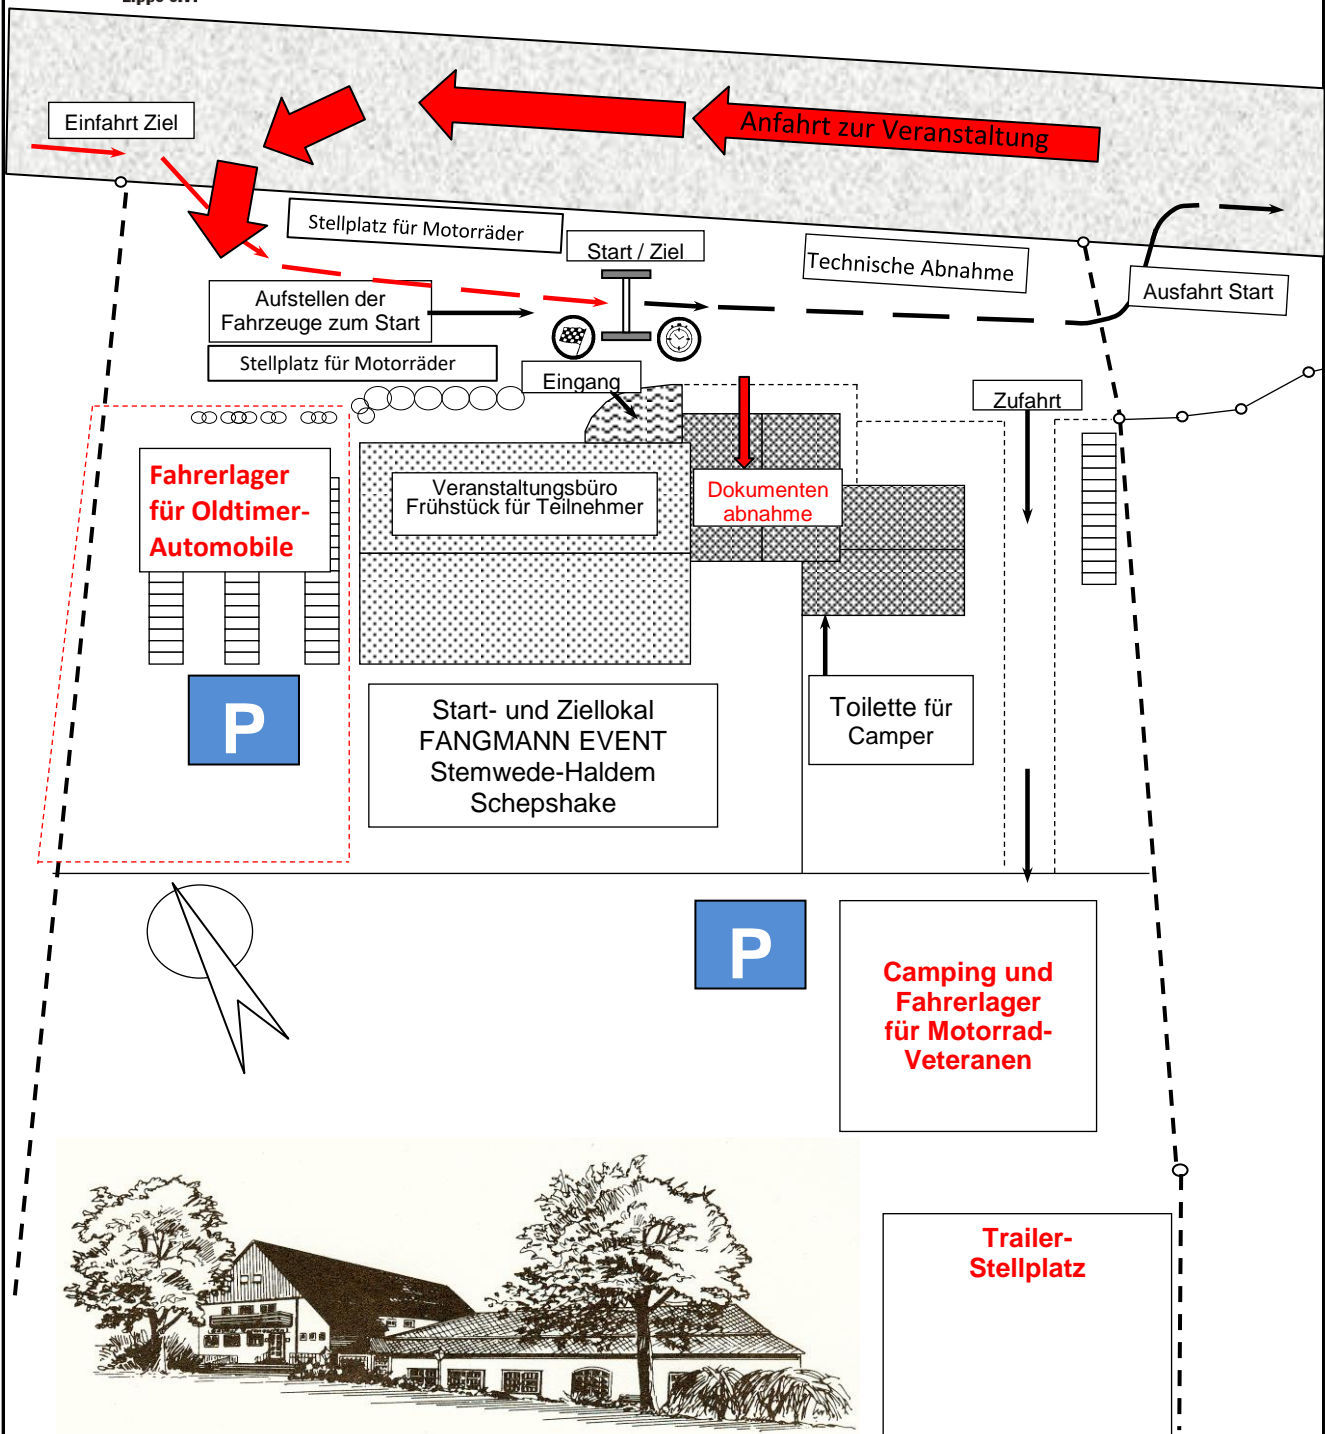 Lippe e.V.
Einfahrt Ziel
Anfahrt zur Veranstaltung
Stellplatz für Motorräder
Start / Ziel
Technische Abnahme
Ausfahrt Start
Aufstellen der
Fahrzeuge zum Start
Stellplatz für Motorräder
Eingang
Zufahrt
Fahrerlager
für Oldtimer-
Automobile
Veranstaltungsbüro
Frühstück für Teilnehmer
Dokumenten
abnahme
P
Start- und Ziellokal
FANGMANN EVENT
Stemwede-Haldem
Schepshake
Toilette für
Camper
P
Camping und
Fahrerlager
für Motorrad-
Veteranen
Trailer-
Stellplatz